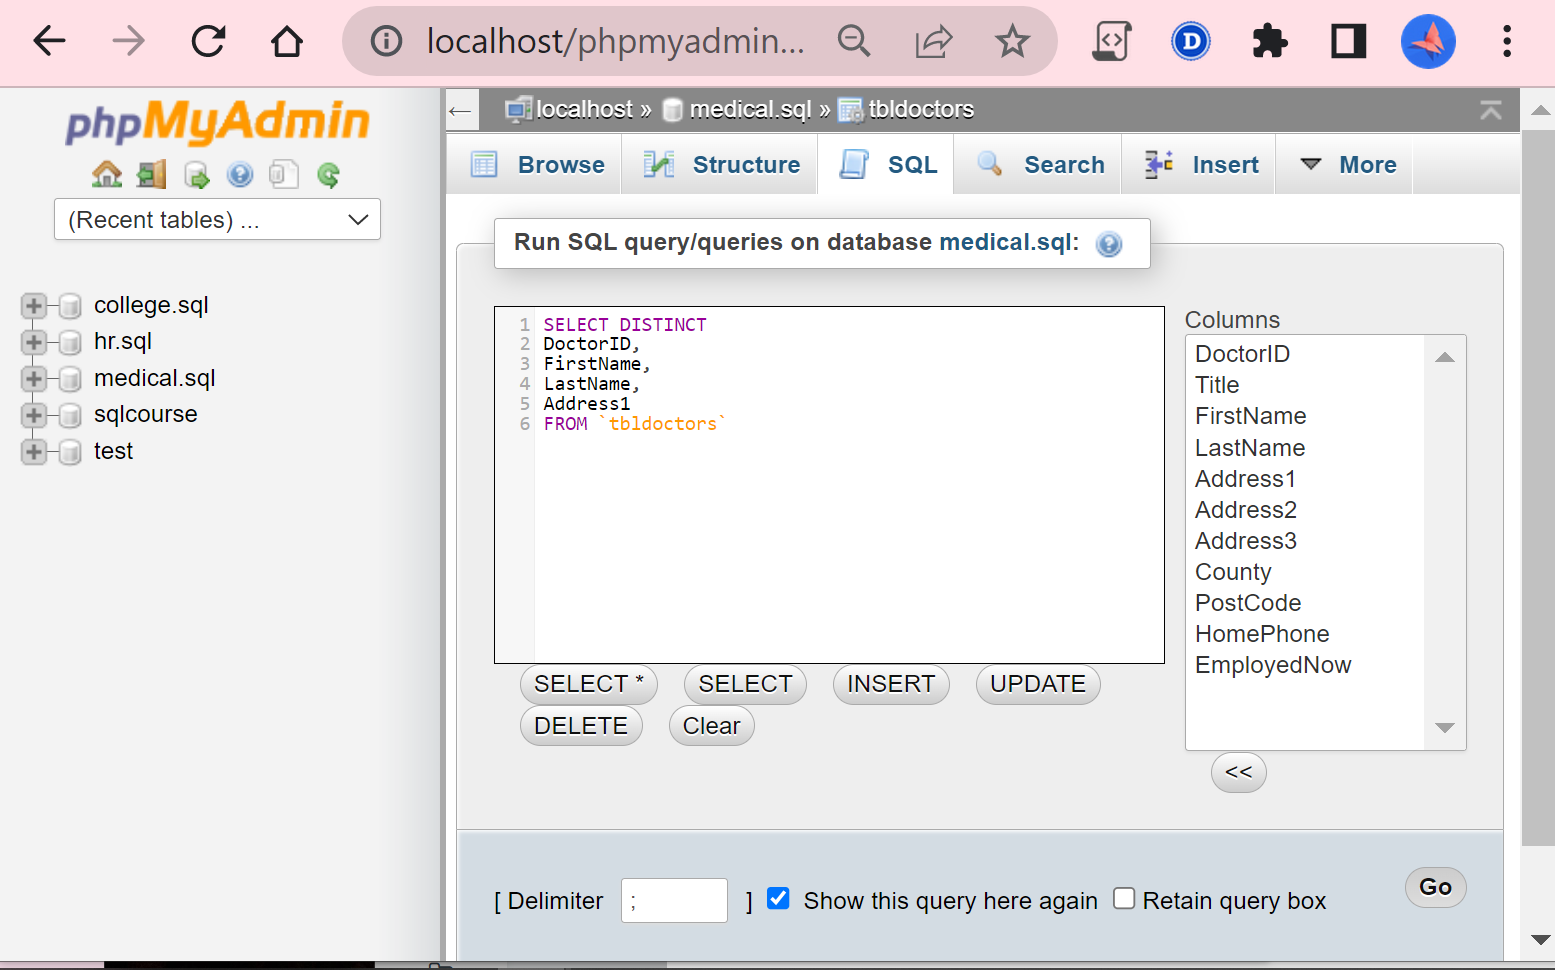 localhost/phpmyadmin...
D
phpMyAdmin
(Recent tables) ...
college.sql
hr.sql
medical.sql
sqlcourse
test
localhost » medical.sql » tbldoctors
Browse Structure SQL Search Insert More
Run SQL query/queries on database medical.sql:
1 SELECT DISTINCT
2 DoctorID,
3 FirstName,
4 LastName,
5 Address1
6 FROM `tbldoctors`
Columns
DoctorID
Title
FirstName
LastName
Address1
Address2
Address3
County
PostCode
HomePhone
EmployedNow
SELECT * SELECT INSERT UPDATE
DELETE Clear
<<
[ Delimiter ; ] Show this query here again Retain query box Go